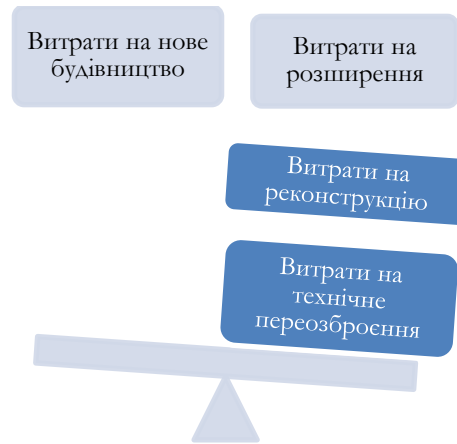 Витрати на нове
будівництво
Витрати на
розширення
Витрати на
реконструкцію
Витрати на
технічне
переозброєння